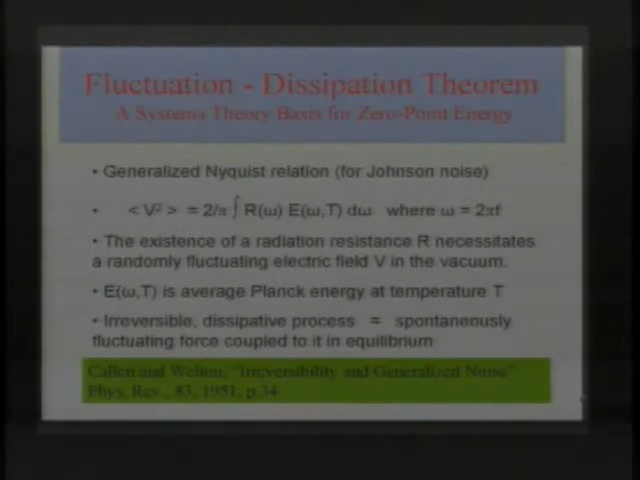 Fluctuation - Dissipation Theorem
A Systems Theory Basis for Zero-Point Energy
• Generalized Nyquist relation (for Johnson noise)
• < V² > = 2/π ∫ R(ω) E(ω,T) dω where ω = 2πf
• The existence of a radiation resistance R necessitates
a randomly fluctuating electric field V in the vacuum.
• E(ω,T) is average Planck energy at temperature T
• Irreversible, dissipative process = spontaneously
fluctuating force coupled to it in equilibrium
Callen and Welton, "Irreversibility and Generalized Noise"
Phys. Rev., 83, 1951, p.34